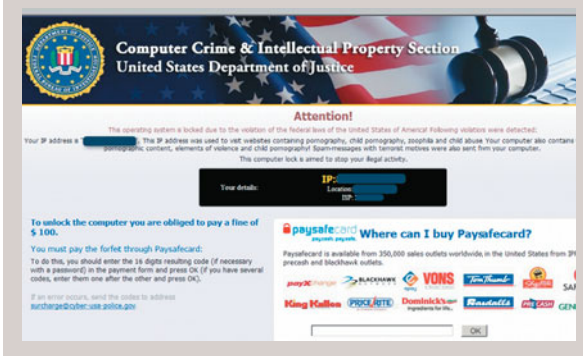 Computer Crime & Intellectual Property Section
United States Department of Justice
Attention!
The operating system is locked due to the violation of the federal laws of the United States of America! Following violations were detected:
Your IP address is . This IP address was used to visit websites containing pornography, child pornography, zoophilia and child abuse Your computer also contains
pornographic content, elements of violence and child pornography! Spam-messages with terrorist motives were also sent from your computer.
This computer lock is aimed to stop your illegal activity.
Your details:
IP:
Location:
ISP:
To unlock the computer you are obliged to pay a fine of
$ 100.
You must pay the forfet through Paysafecard:
To do this, you should enter the 16 digits resulting code (if necessary
with a password) in the payment form and press OK (if you have several
codes, enter them one after the other and press OK).
If an error occurs, send the codes to address
surcharge@cyber-usa-police.gov
paysafecard
Where can I buy Paysafecard?
Paysafecard is available from 350,000 sales outlets worldwide, in the United States from
precash and blackhawk outlets.
BLACKHAWK
VONS
Tom Thumb
King Kullen
PRICE RITE
Dominick's
Randalls
PRECASH
OK